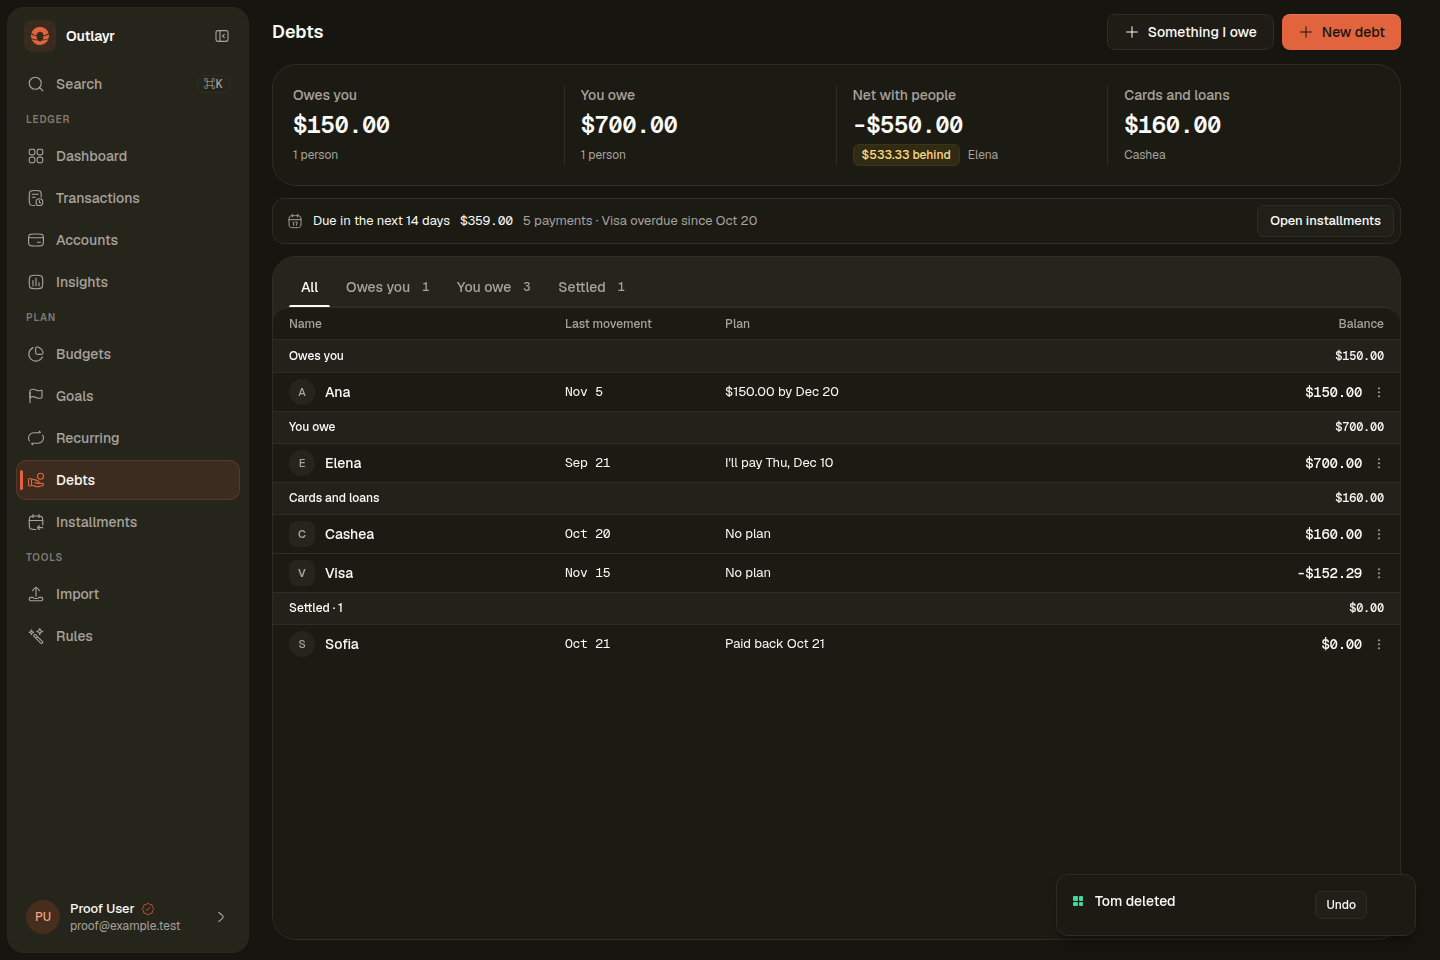 Outlayr
Search ⌘K
LEDGER
Dashboard
Transactions
Accounts
Insights
PLAN
Budgets
Goals
Recurring
Debts
Installments
TOOLS
Import
Rules
PU
Proof User
proof@example.test
Debts
Something I owe
New debt
Owes you
$150.00
1 person
You owe
$700.00
1 person
Net with people
-$550.00
$533.33 behind Elena
Cards and loans
$160.00
Cashea
Due in the next 14 days $359.00 5 payments · Visa overdue since Oct 20
Open installments
All Owes you 1 You owe 3 Settled 1
Name Last movement Plan Balance
Owes you $150.00
A Ana Nov 5 $150.00 by Dec 20 $150.00
You owe $700.00
E Elena Sep 21 I'll pay Thu, Dec 10 $700.00
Cards and loans $160.00
C Cashea Oct 20 No plan $160.00
V Visa Nov 15 No plan -$152.29
Settled · 1 $0.00
S Sofia Oct 21 Paid back Oct 21 $0.00
Tom deleted
Undo